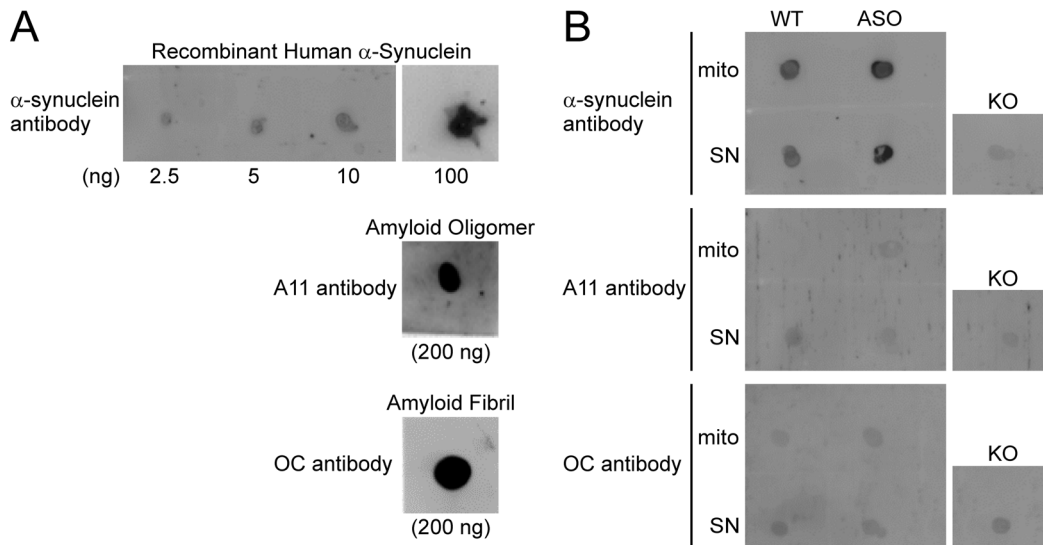 A
Recombinant Human α-Synuclein
α-synuclein
antibody
(ng) 2.5 5 10 100
Amyloid Oligomer
A11 antibody
(200 ng)
Amyloid Fibril
OC antibody
(200 ng)
B
WT ASO
mito
α-synuclein
antibody
KO
SN
mito
A11 antibody
KO
SN
mito
OC antibody
KO
SN